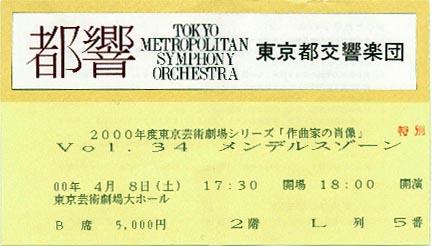 都響
TOKYO
METROPOLITAN
SYMPHONY
ORCHESTRA
東京都交響楽団
2000年度東京芸術劇場シリーズ「作曲家の肖像」 特別
Vol.34 メンデルスゾーン
00年 4月 8日(土) 17:30 開場 18:00 開演
東京芸術劇場大ホール
B 席 5,000円 2階 L 列 5番